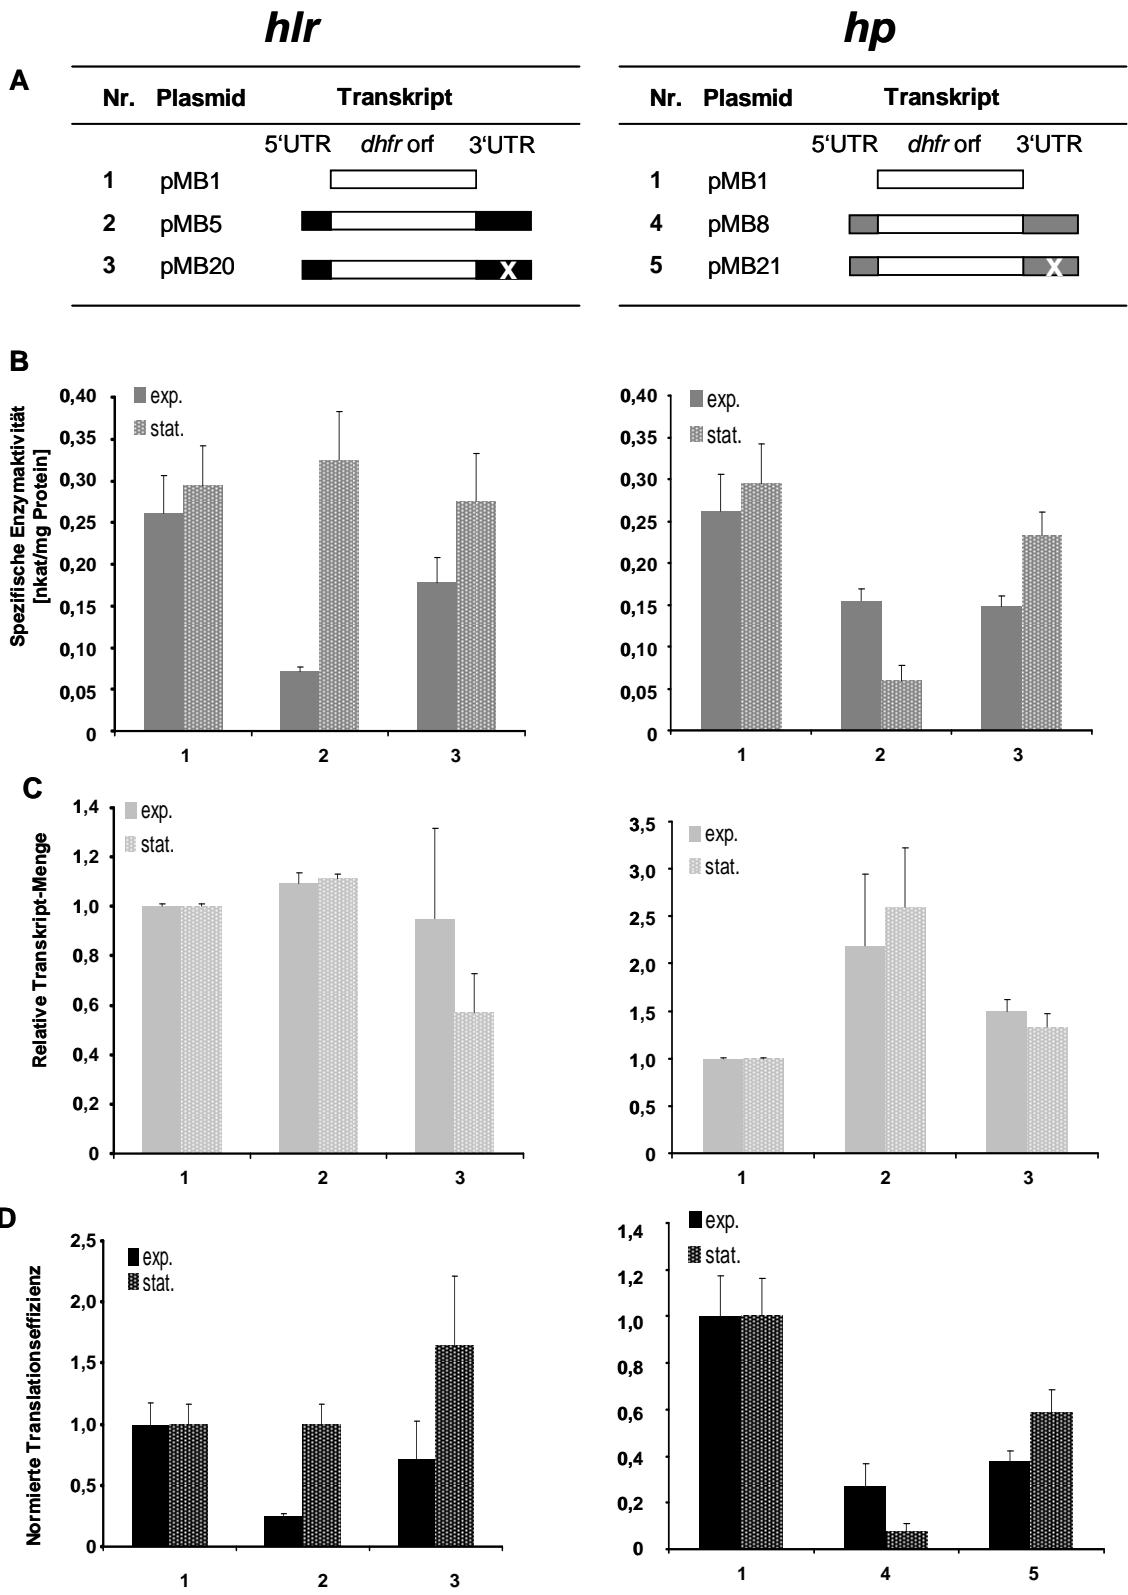 hlr
hp
A
Nr. Plasmid Transkript
5‘UTR dhfr orf 3‘UTR
1 pMB1
2 pMB5
3 pMB20 X
Nr. Plasmid Transkript
5‘UTR dhfr orf 3‘UTR
1 pMB1
4 pMB8
5 pMB21 X
B
Spezifische Enzymaktivität
[nkat/mg Protein]
0,40
0,35
0,30
0,25
0,20
0,15
0,10
0,05
0
exp.
stat.
1 2 3
0,40
0,35
0,30
0,25
0,20
0,15
0,10
0,05
0
exp.
stat.
1 2 3
C
Relative Transkript-Menge
1,4
1,2
1,0
0,8
0,6
0,4
0,2
0
exp.
stat.
1 2 3
3,5
3,0
2,5
2,0
1,5
1,0
0,5
0
exp.
stat.
1 2 3
D
Normierte Translationseffizienz
2,5
2,0
1,5
1,0
0,5
0
exp.
stat.
1 2 3
1,4
1,2
1,0
0,8
0,6
0,4
0,2
0
exp.
stat.
1 4 5